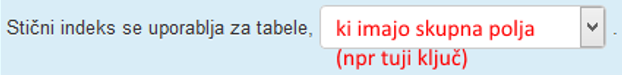 Stični indeks se uporablja za tabele, ki imajo skupna polja .
(npr tuji ključ)